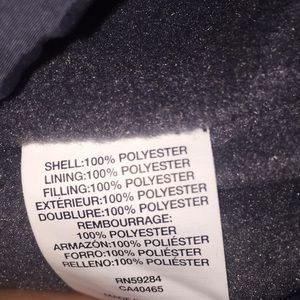 SHELL:100% POLYESTER
LINING:100% POLYESTER
FILLING:100% POLYESTER
EXTÉRIEUR:100% POLYESTER
DOUBLURE:100% POLYESTER
REMBOURRAGE:
100% POLYESTER
ARMAZÓN:100% POLIÉSTER
FORRO:100% POLIÉSTER
RELLENO:100% POLIÉSTER
RN59284
CA40465